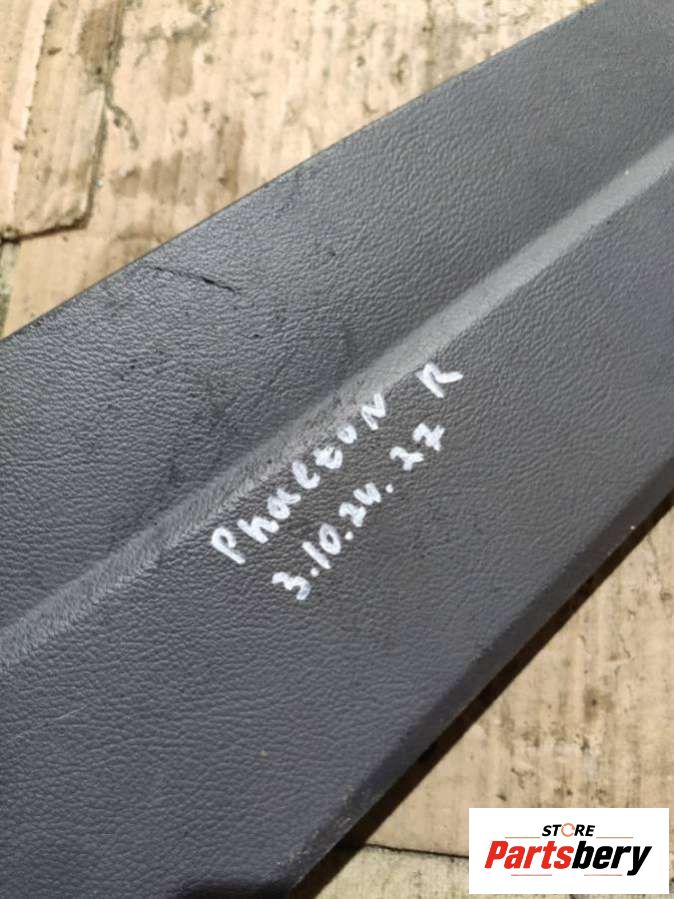 Phaeton R
3.10.24.27
STORE
Partsbery